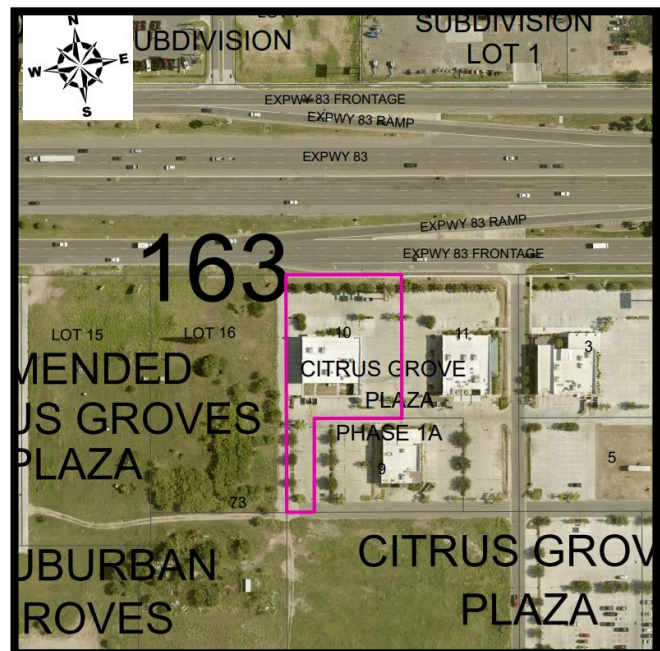 N
W E
S
UBDIVISION
SUBDIVISION
LOT 1
EXPWY 83 FRONTAGE
EXPWY 83 RAMP
EXPWY 83
EXPWY 83 RAMP
EXPWY 83 FRONTAGE
163
LOT 15
LOT 16
10
11
3
MENDED
US GROVES
PLAZA
CITRUS GROVE
PLAZA
PHASE 1A
9
5
73
UBURBAN
ROVES
CITRUS GROV
PLAZA